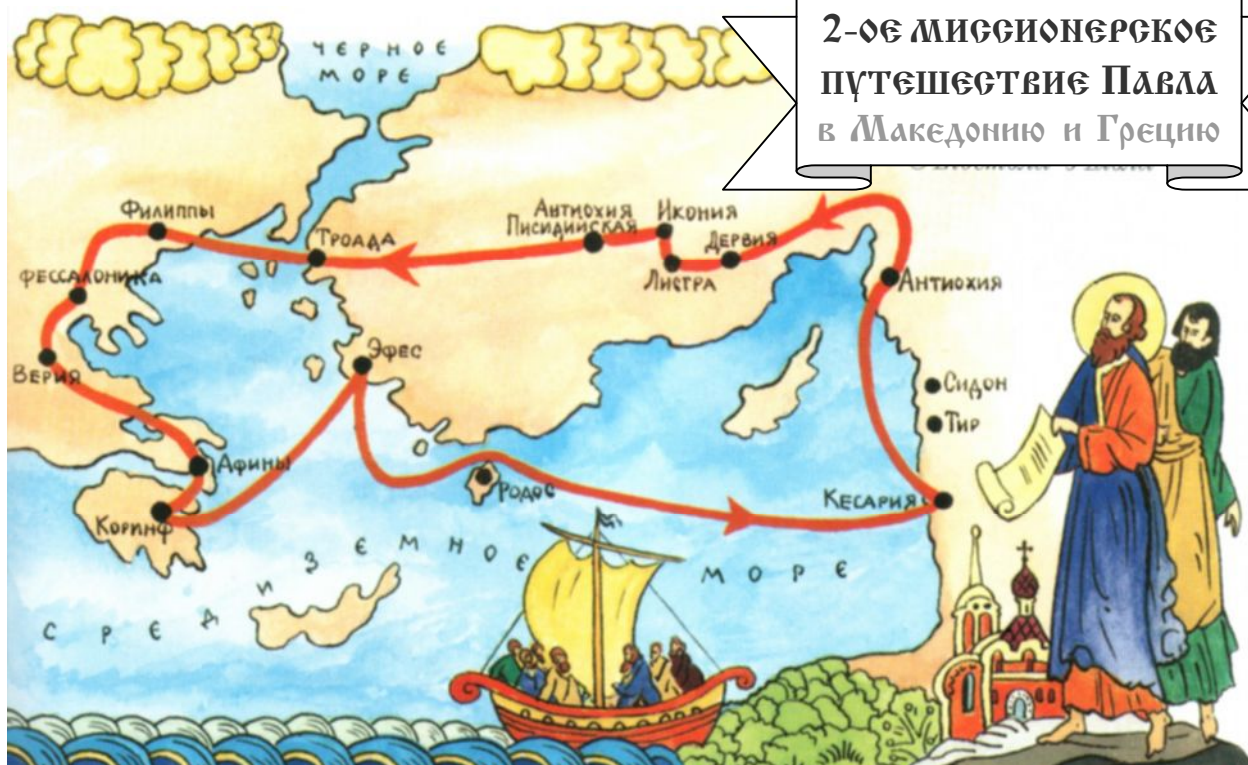 2-ое миссионерское
путешествие Павла
в Македонию и Грецию
ЧЕРНОЕ
МОРЕ
Филиппы
Троада
Антиохия
Писидийская
Икония
Дервия
Листра
Антиохия
Фессалоника
Верия
Эфес
Сидон
Тир
Афины
Родос
Кесария
Коринф
СРЕДИЗЕМНОЕ МОРЕ